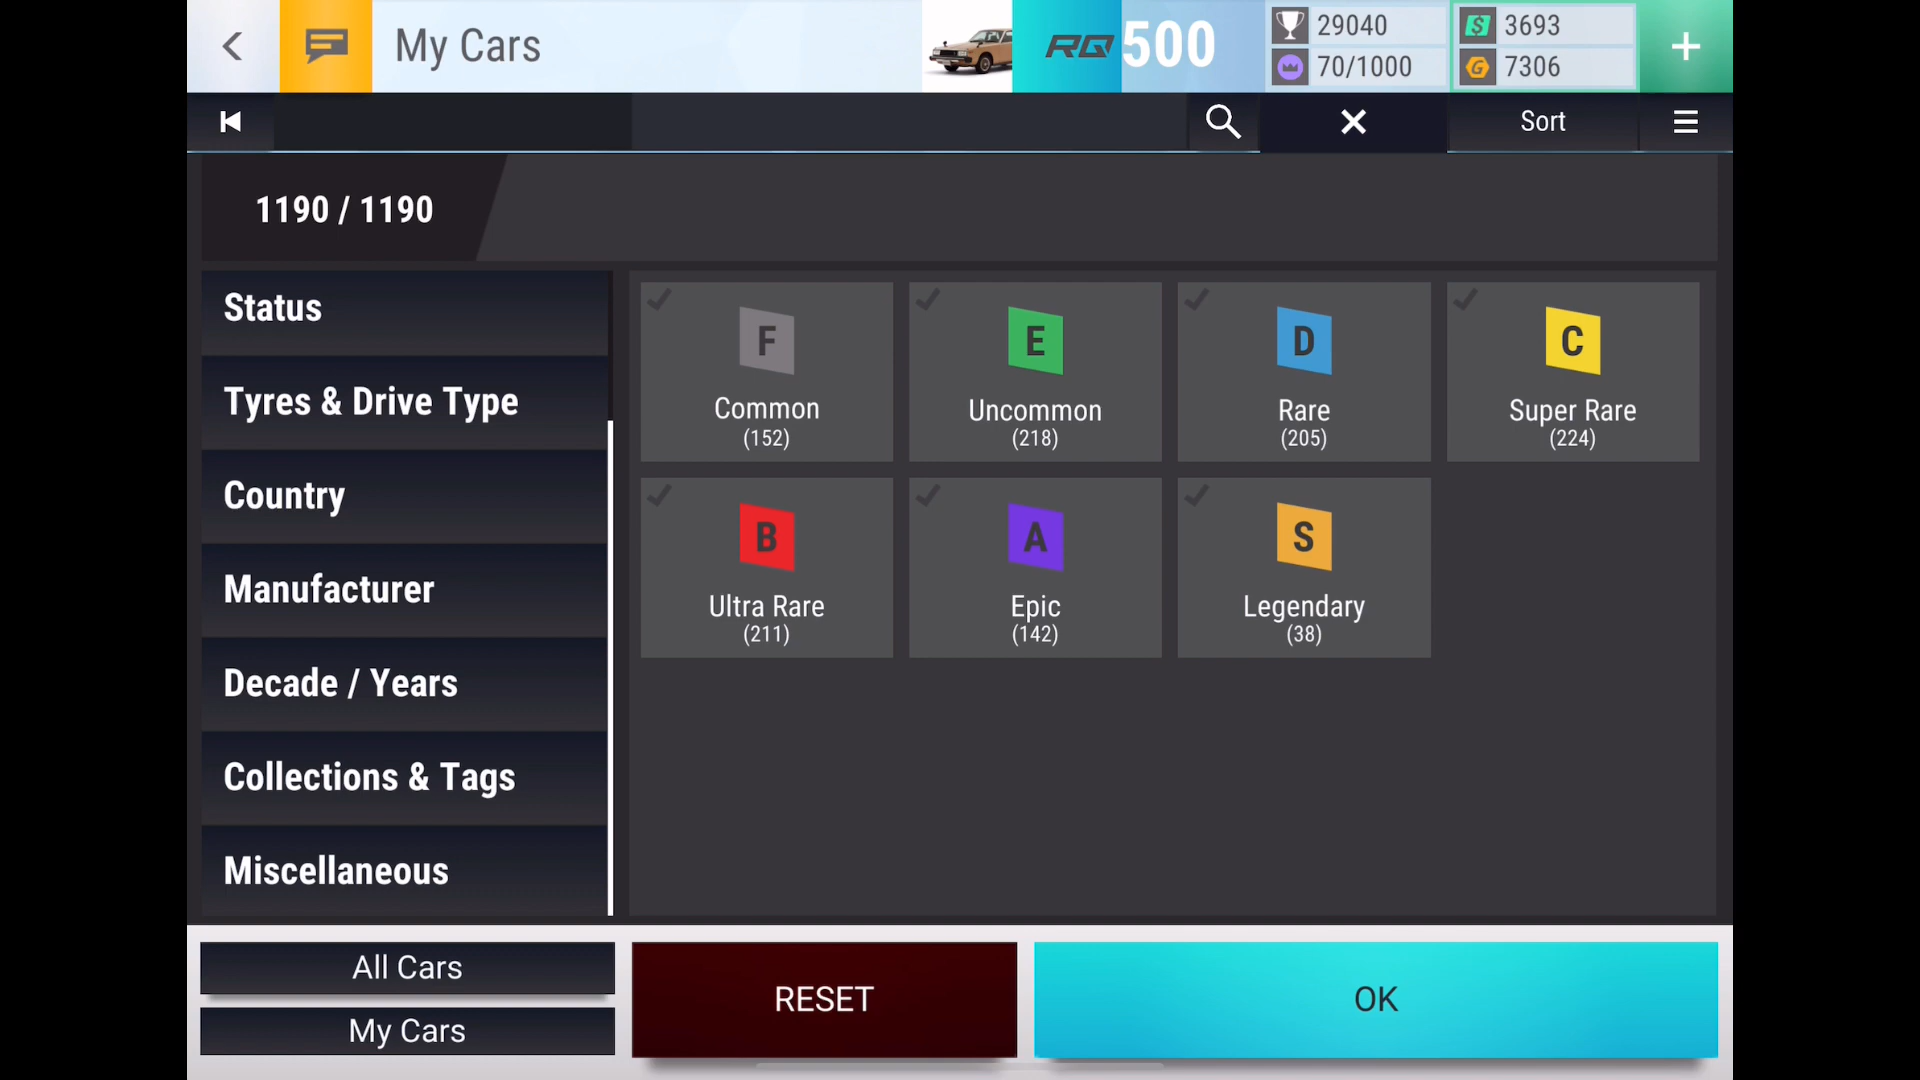 My Cars
RQ 500
29040
70/1000
3693
7306
Sort
1190 / 1190
Status
Tyres & Drive Type
Country
Manufacturer
Decade / Years
Collections & Tags
Miscellaneous
F
Common
(152)
E
Uncommon
(218)
D
Rare
(205)
C
Super Rare
(224)
B
Ultra Rare
(211)
A
Epic
(142)
S
Legendary
(38)
All Cars
My Cars
RESET
OK